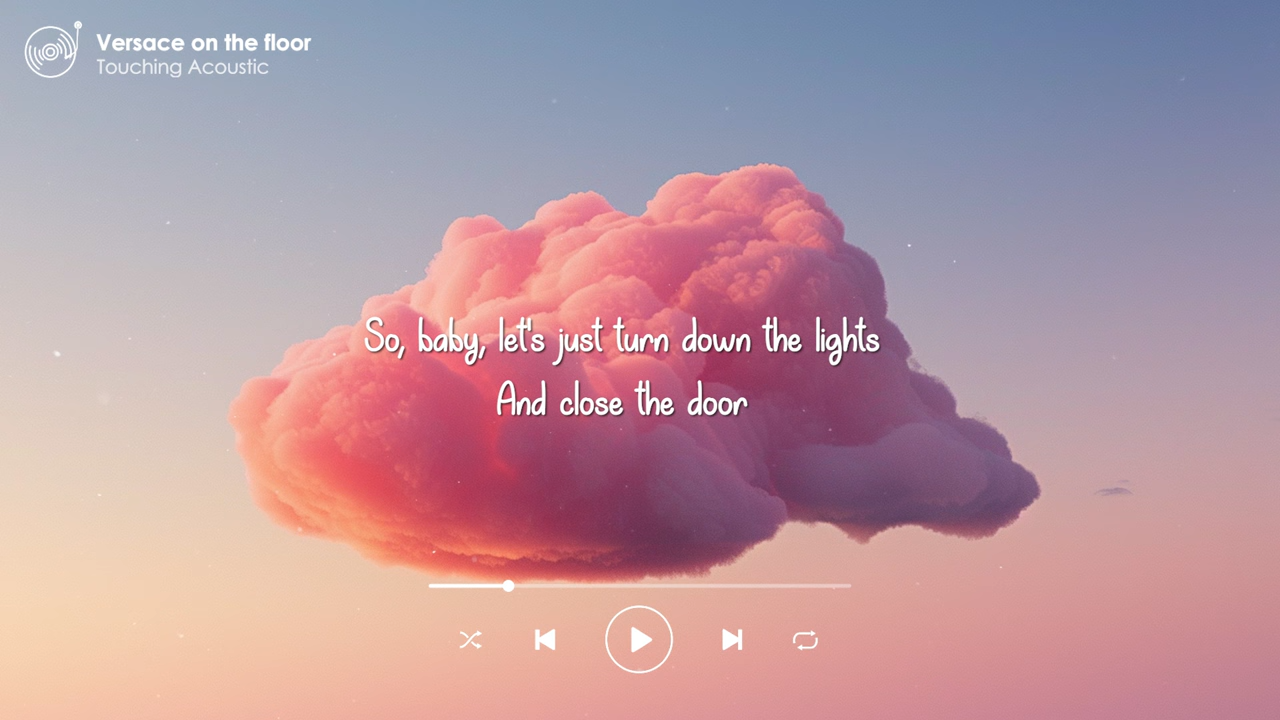 Versace on the floor
Touching Acoustic
So, baby, let's just turn down the lights
And close the door